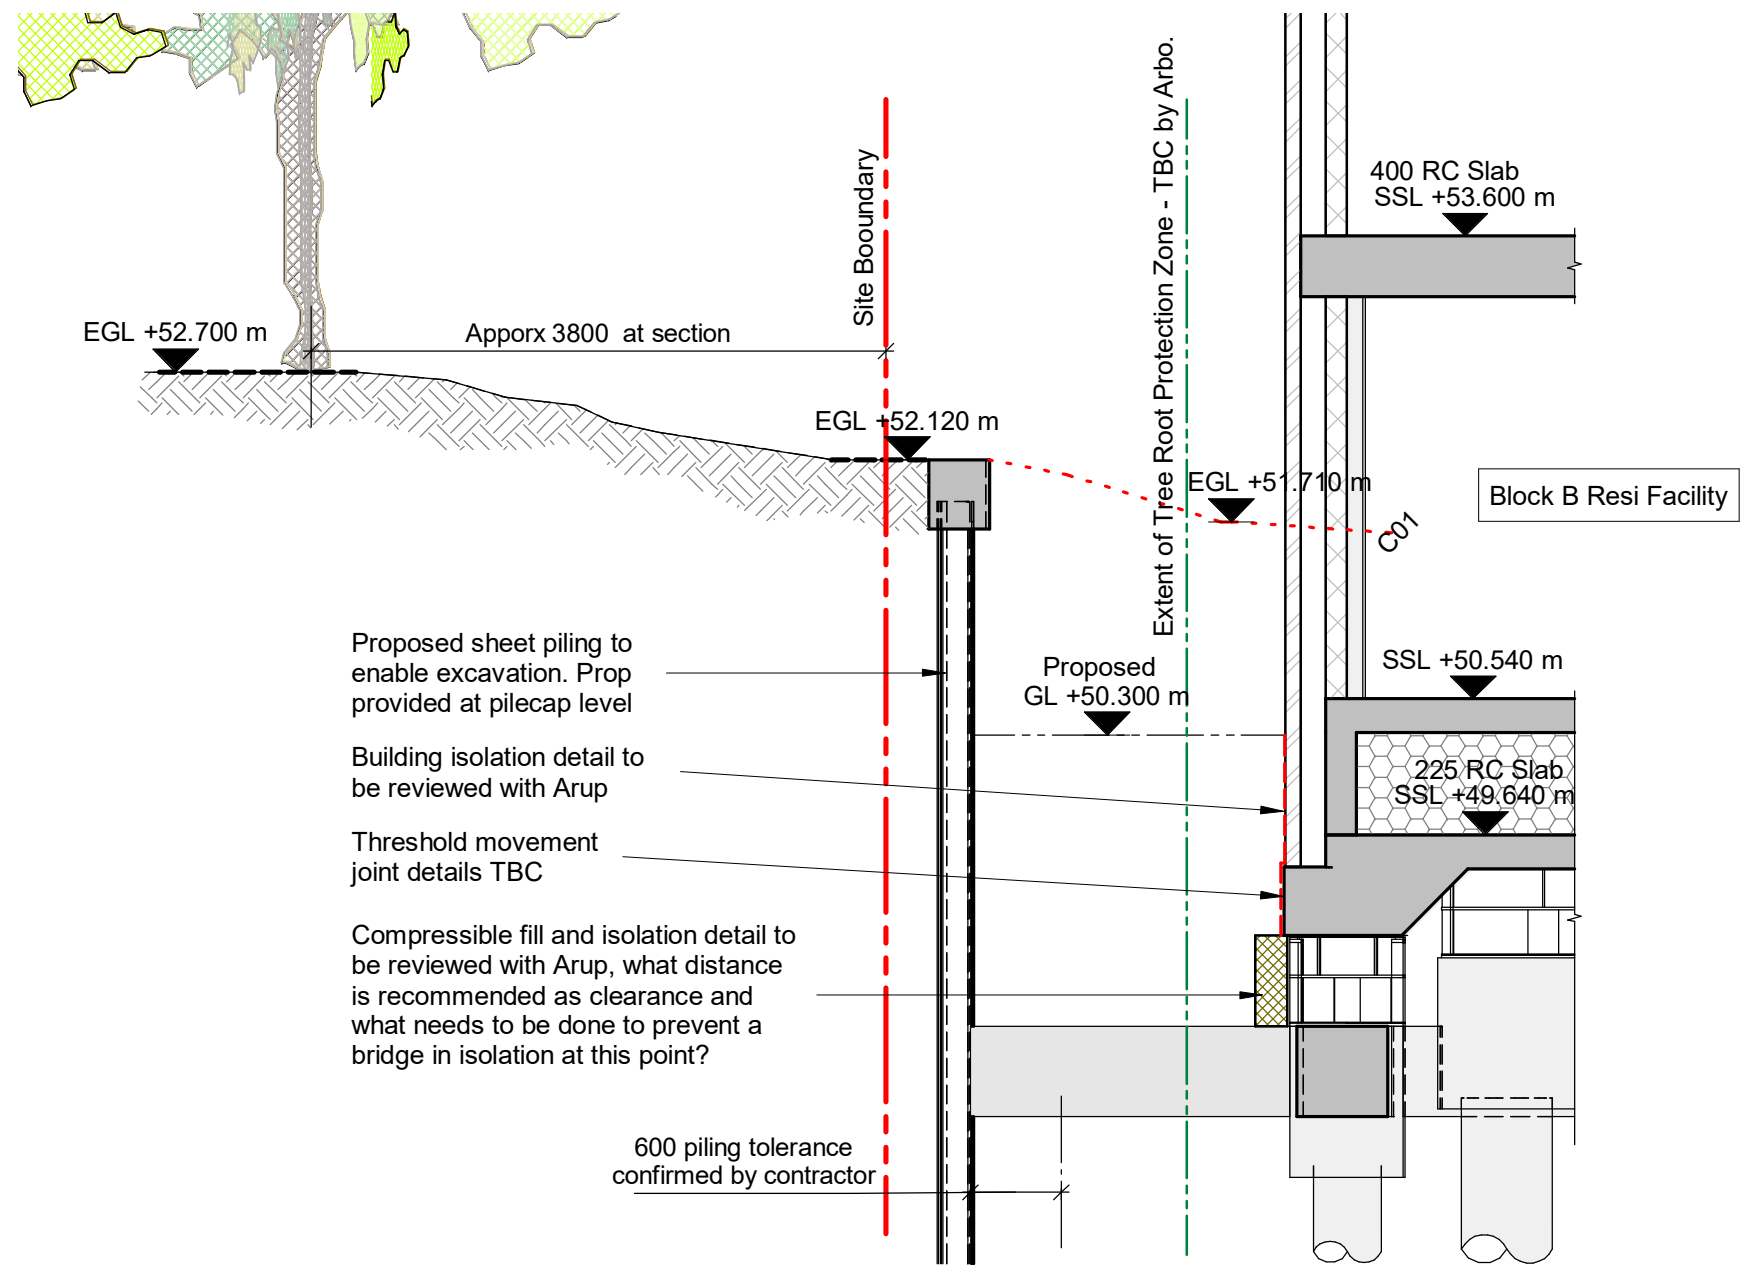 Extent of Tree Root Protection Zone - TBC by Arbo.
Site Boundary
400 RC Slab
SSL +53.600 m
EGL +52.700 m
Apporx 3800 at section
EGL +52.120 m
EGL +51.710 m
C01
Block B Resi Facility
Proposed sheet piling to
enable excavation. Prop
provided at pilecap level
Proposed
GL +50.300 m
SSL +50.540 m
Building isolation detail to
be reviewed with Arup
225 RC Slab
SSL +49.640 m
Threshold movement
joint details TBC
Compressible fill and isolation detail to
be reviewed with Arup, what distance
is recommended as clearance and
what needs to be done to prevent a
bridge in isolation at this point?
600 piling tolerance
confirmed by contractor